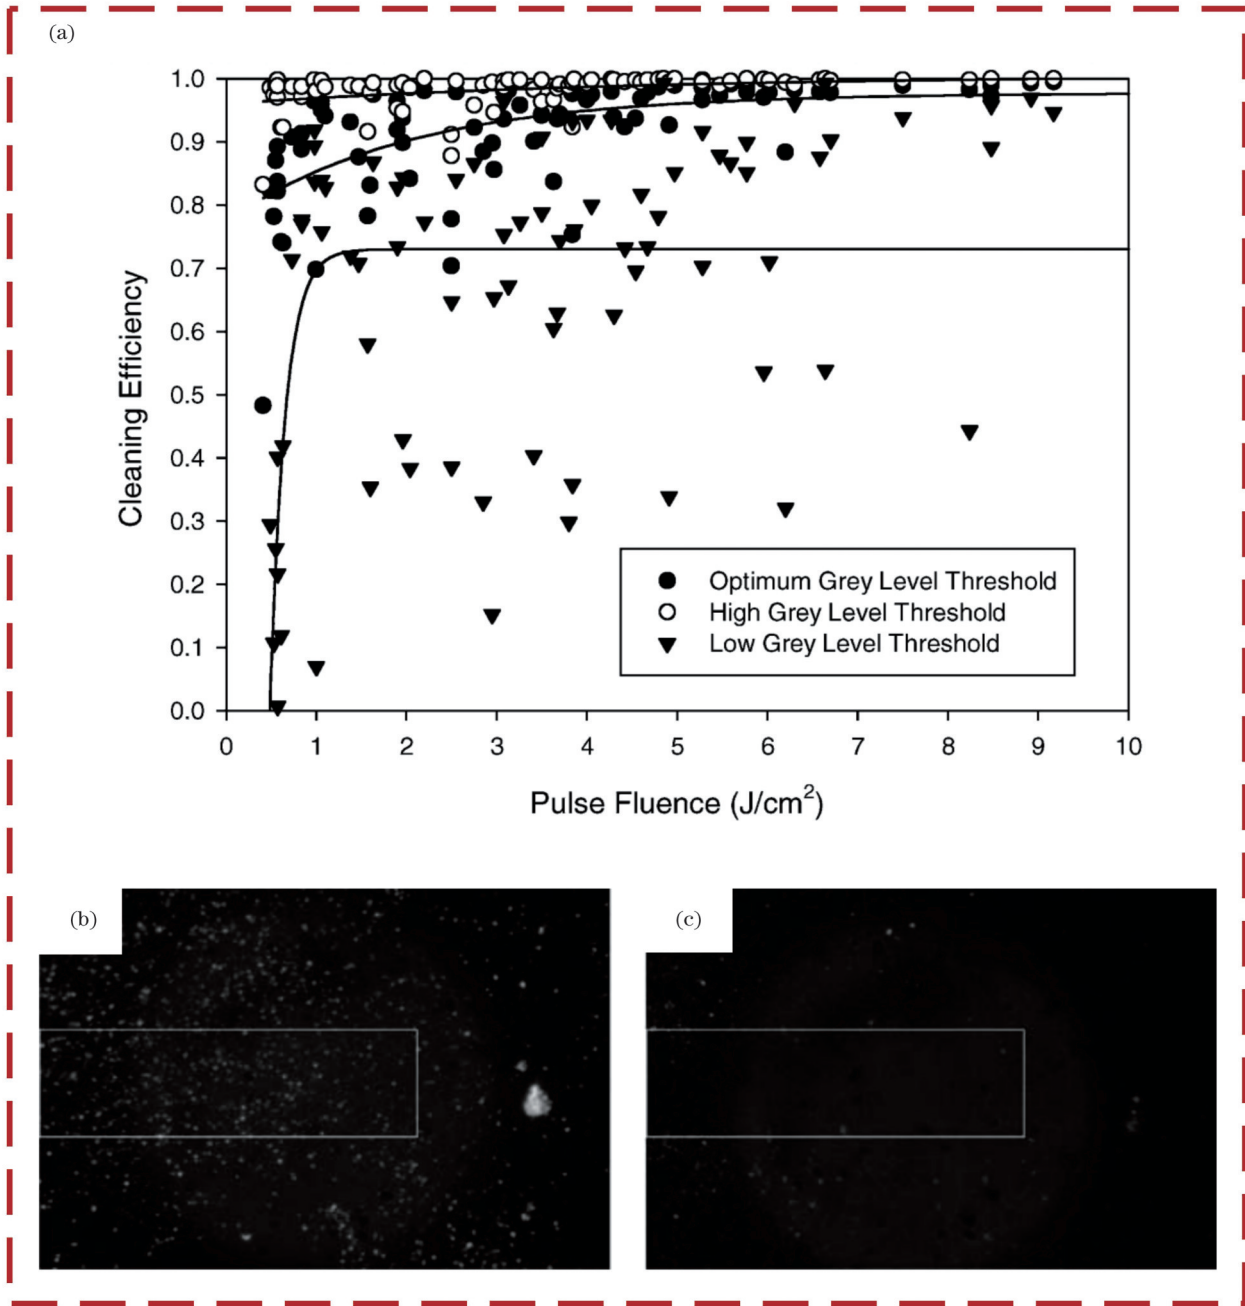 (a)
1.0
0.9
0.8
0.7
0.6
0.5
0.4
0.3
0.2
0.1
0.0
Cleaning Efficiency
Optimum Grey Level Threshold
High Grey Level Threshold
Low Grey Level Threshold
0 1 2 3 4 5 6 7 8 9 10
Pulse Fluence (J/cm²)
(b)
(c)